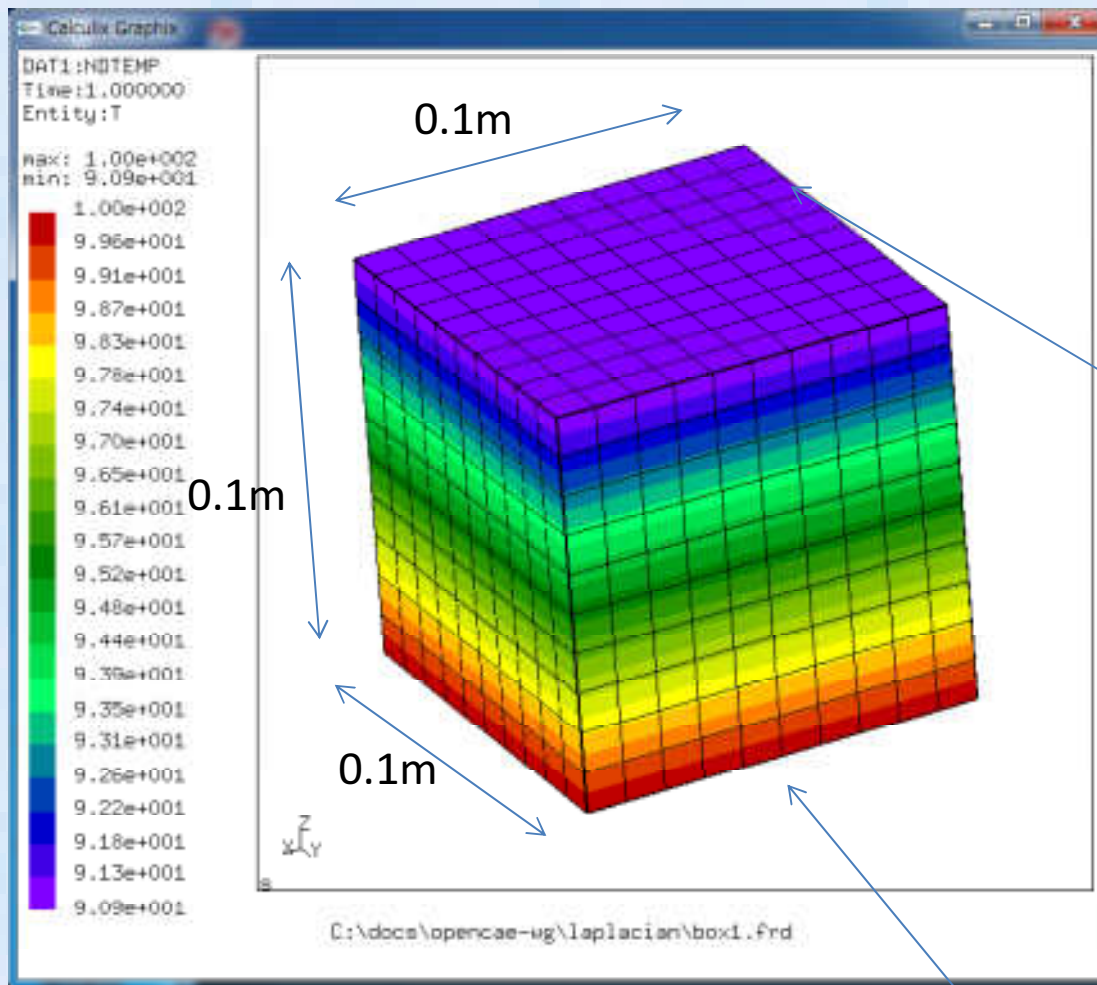 Calculix Graphix
DAT1:NDTEMP
Time:1.000000
Entity:T
max: 1.00e+002
min: 9.09e+001
1.00e+002
9.96e+001
9.91e+001
9.87e+001
9.83e+001
9.78e+001
9.74e+001
9.70e+001
9.65e+001
9.61e+001
9.57e+001
9.52e+001
9.48e+001
9.44e+001
9.39e+001
9.35e+001
9.31e+001
9.26e+001
9.22e+001
9.18e+001
9.13e+001
9.09e+001
0.1m
0.1m
0.1m
Z
X Y
C:\docs\opencae-wg\laplacian\box1.frd